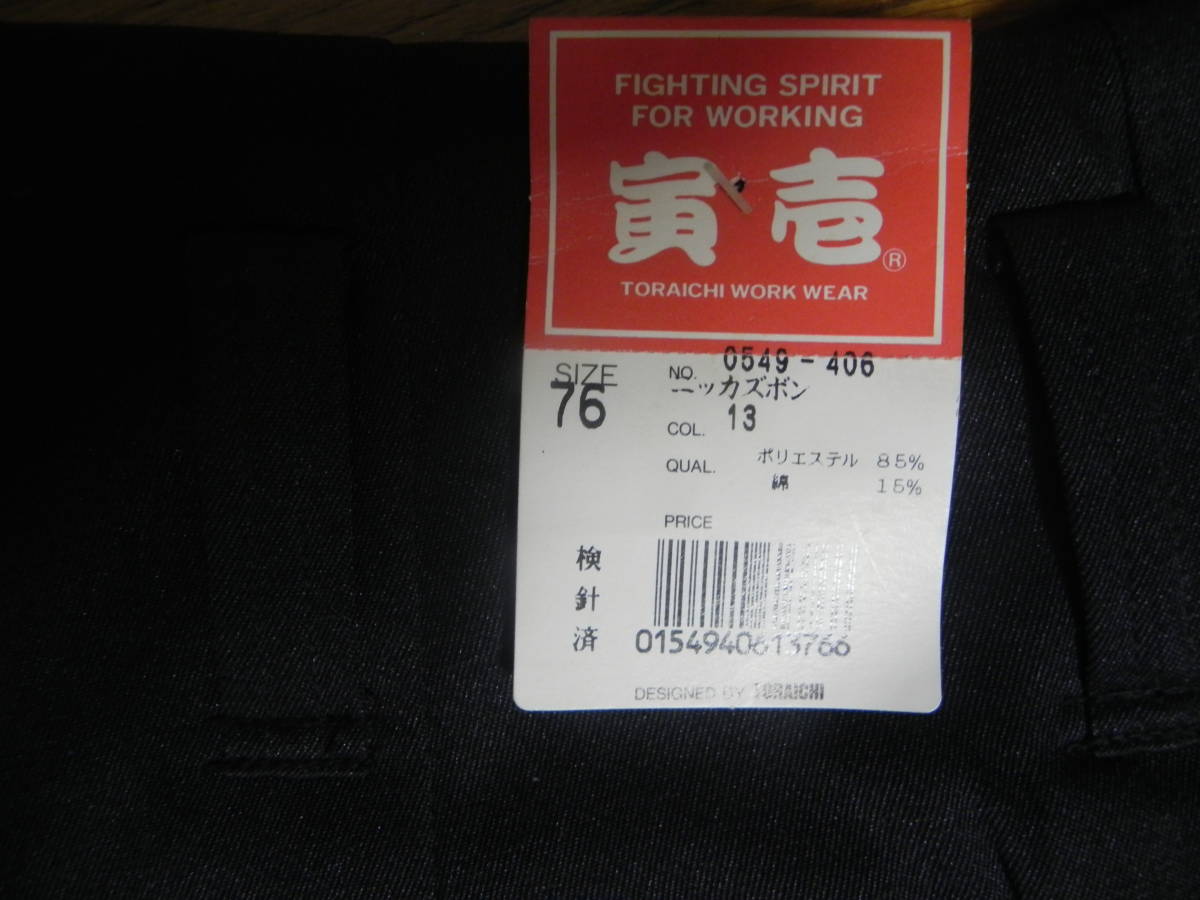 FIGHTING SPIRIT
FOR WORKING
寅壱®
TORAICHI WORK WEAR
SIZE
76
NO. 0549-406
ニッカズボン
COL. 13
QUAL. ポリエステル 85%
綿 15%
PRICE
検針済
0154940613766
DESIGNED BY TORAICHI